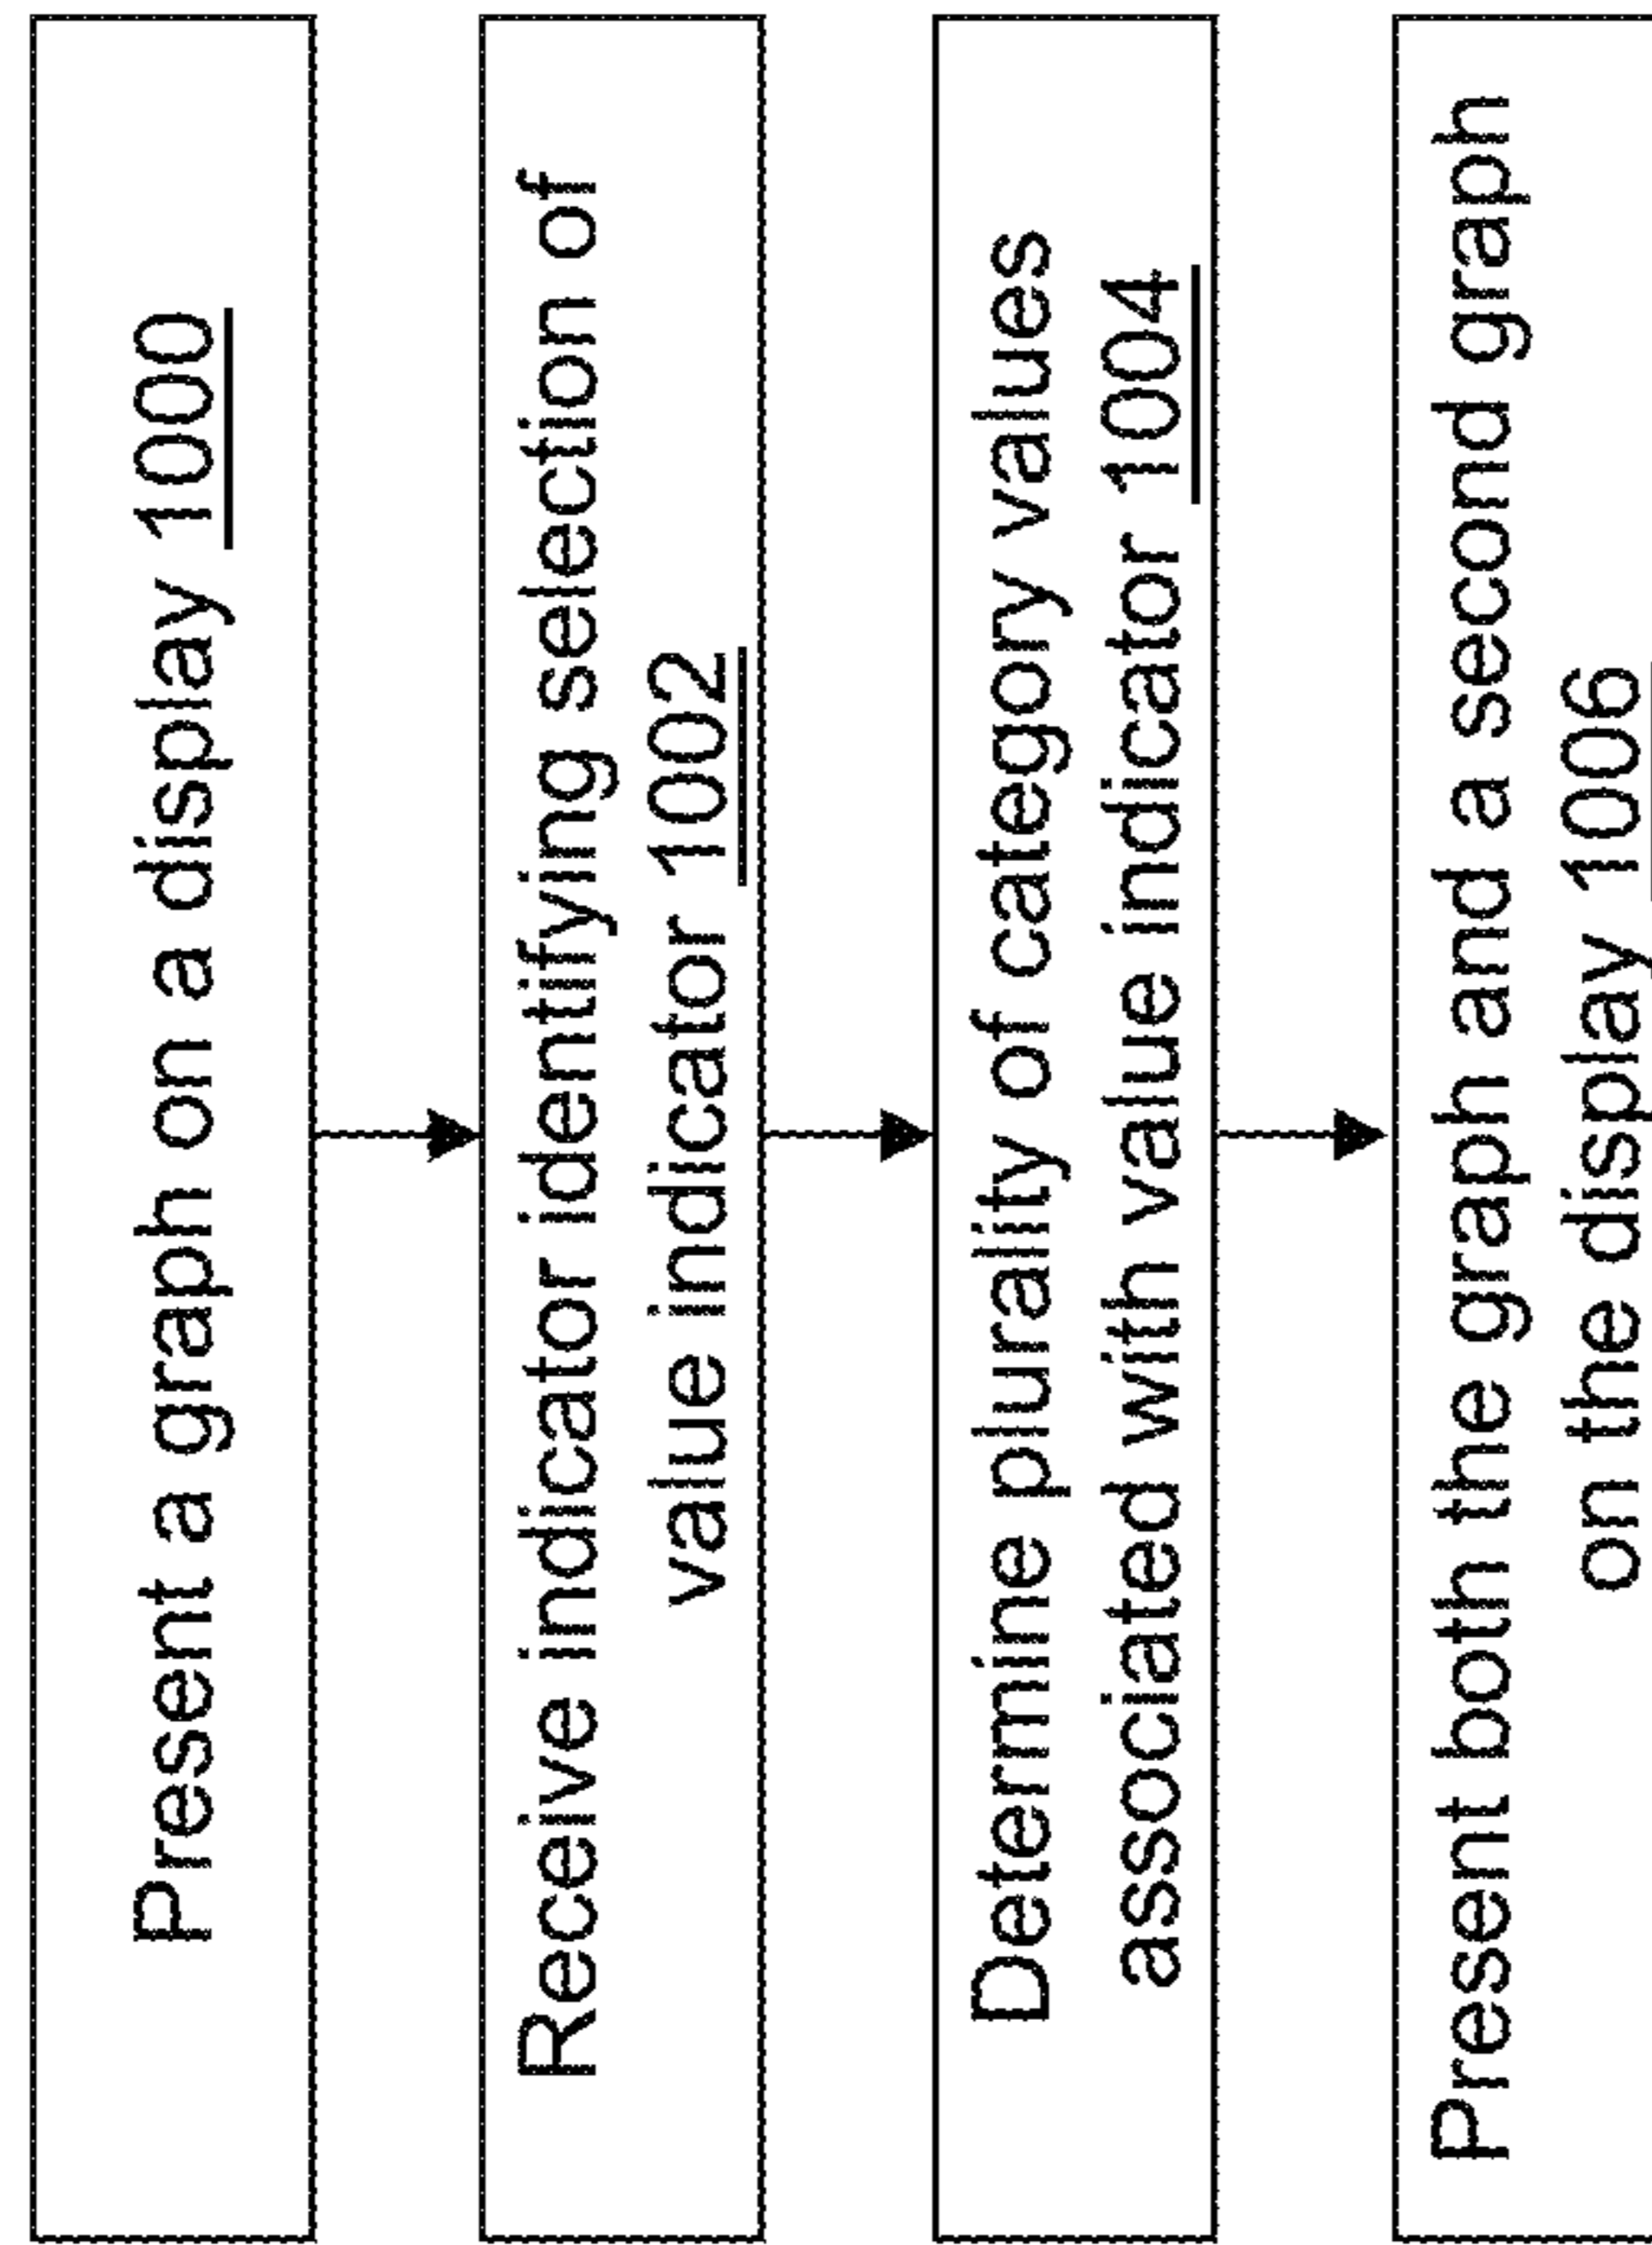 Present a graph on a display 1000
Receive indicator identifying selection of
value indicator 1002
Determine plurality of category values
associated with value indicator 1004
Present both the graph and a second graph
on the display 1006